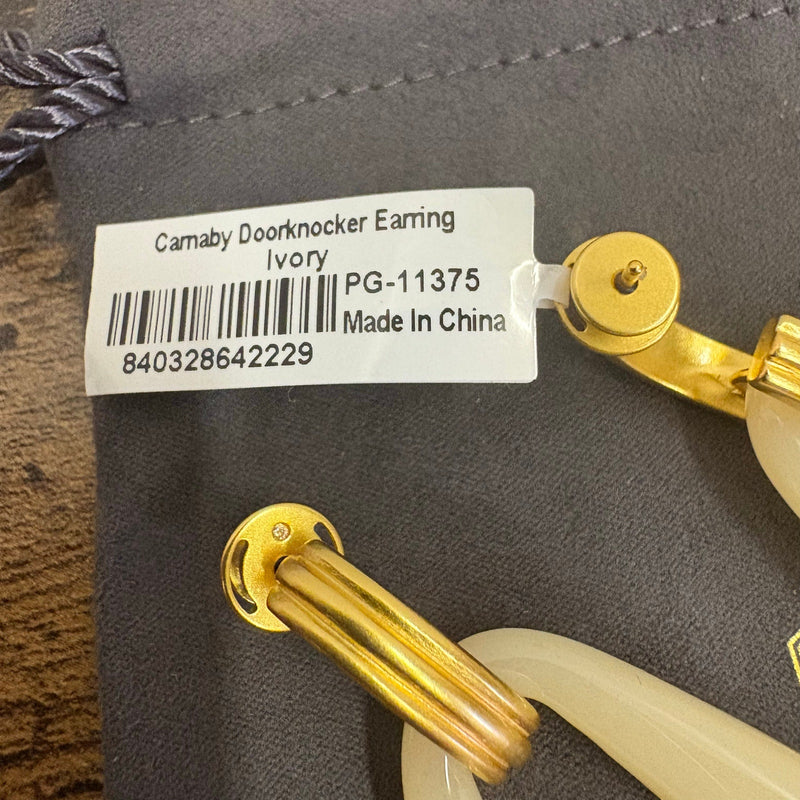 Carnaby Doorknocker Earring
Ivory
PG-11375
Made In China
840328642229